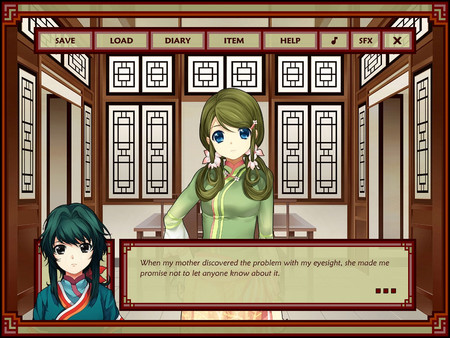 SAVE LOAD DIARY ITEM HELP ♪ SFX X
When my mother discovered the problem with my eyesight, she made me
promise not to let anyone know about it.